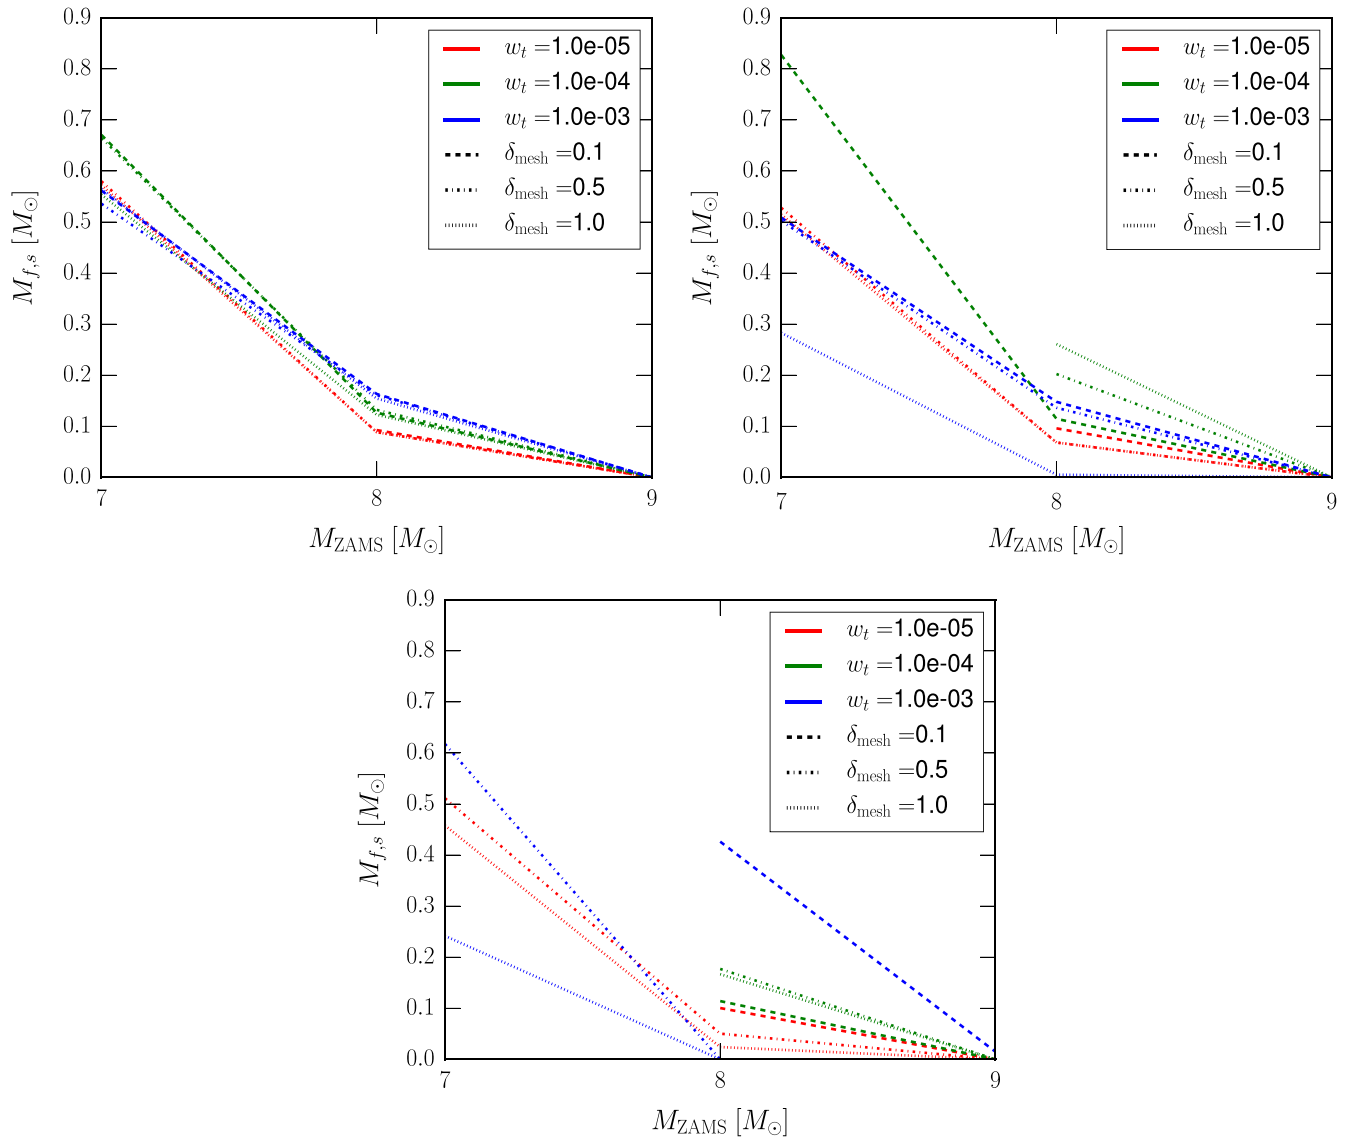 0.9
0.8
0.7
0.6
0.5
0.4
0.3
0.2
0.1
0.0
M_{f,s} [M_⊙]
w_t =1.0e-05
w_t =1.0e-04
w_t =1.0e-03
δ_mesh =0.1
δ_mesh =0.5
δ_mesh =1.0
7 8 9
M_ZAMS [M_⊙]
0.9
0.8
0.7
0.6
0.5
0.4
0.3
0.2
0.1
0.0
M_{f,s} [M_⊙]
w_t =1.0e-05
w_t =1.0e-04
w_t =1.0e-03
δ_mesh =0.1
δ_mesh =0.5
δ_mesh =1.0
7 8 9
M_ZAMS [M_⊙]
0.9
0.8
0.7
0.6
0.5
0.4
0.3
0.2
0.1
0.0
M_{f,s} [M_⊙]
w_t =1.0e-05
w_t =1.0e-04
w_t =1.0e-03
δ_mesh =0.1
δ_mesh =0.5
δ_mesh =1.0
7 8 9
M_ZAMS [M_⊙]